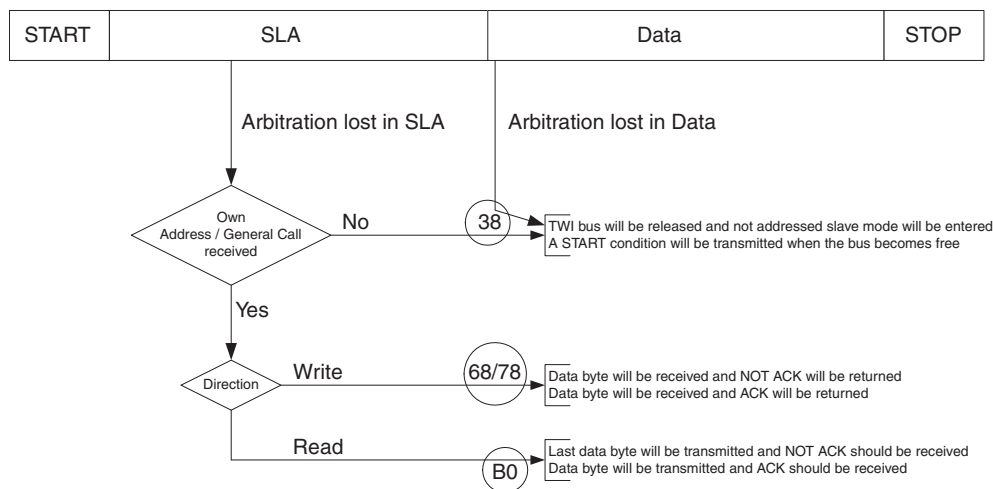 START SLA Data STOP
Arbitration lost in SLA
Arbitration lost in Data
Own
Address / General Call
received
No
38
TWI bus will be released and not addressed slave mode will be entered
A START condition will be transmitted when the bus becomes free
Yes
Direction
Write
68/78
Data byte will be received and NOT ACK will be returned
Data byte will be received and ACK will be returned
Read
B0
Last data byte will be transmitted and NOT ACK should be received
Data byte will be transmitted and ACK should be received